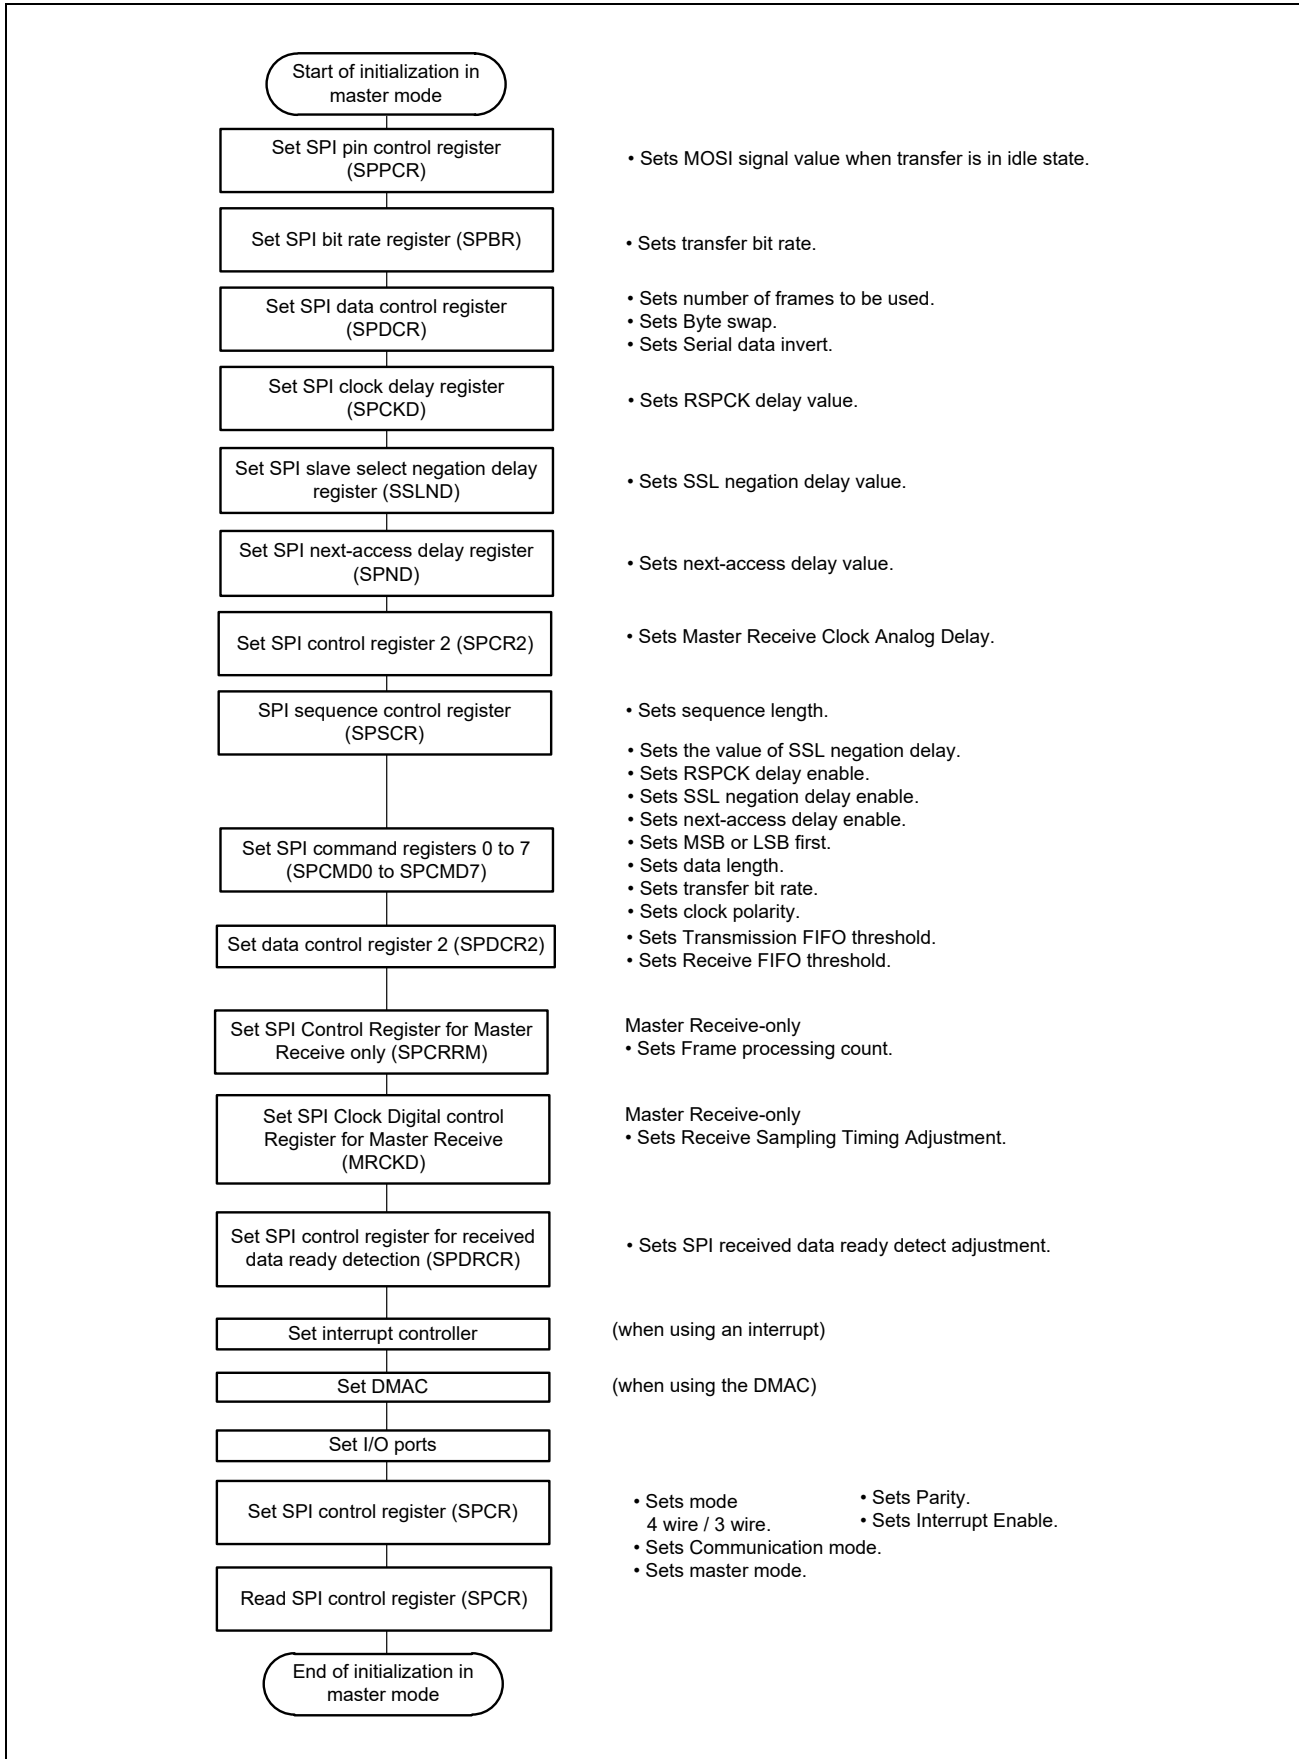 Start of initialization in
master mode
Set SPI pin control register
(SPPCR)
• Sets MOSI signal value when transfer is in idle state.
Set SPI bit rate register (SPBR)
• Sets transfer bit rate.
Set SPI data control register
(SPDCR)
• Sets number of frames to be used.
• Sets Byte swap.
• Sets Serial data invert.
Set SPI clock delay register
(SPCKD)
• Sets RSPCK delay value.
Set SPI slave select negation delay
register (SSLND)
• Sets SSL negation delay value.
Set SPI next-access delay register
(SPND)
• Sets next-access delay value.
Set SPI control register 2 (SPCR2)
• Sets Master Receive Clock Analog Delay.
SPI sequence control register
(SPSCR)
• Sets sequence length.
Set SPI command registers 0 to 7
(SPCMD0 to SPCMD7)
• Sets the value of SSL negation delay.
• Sets RSPCK delay enable.
• Sets SSL negation delay enable.
• Sets next-access delay enable.
• Sets MSB or LSB first.
• Sets data length.
• Sets transfer bit rate.
• Sets clock polarity.
Set data control register 2 (SPDCR2)
• Sets Transmission FIFO threshold.
• Sets Receive FIFO threshold.
Set SPI Control Register for Master
Receive only (SPCRRM)
Master Receive-only
• Sets Frame processing count.
Set SPI Clock Digital control
Register for Master Receive
(MRCKD)
Master Receive-only
• Sets Receive Sampling Timing Adjustment.
Set SPI control register for received
data ready detection (SPDRCR)
• Sets SPI received data ready detect adjustment.
Set interrupt controller
(when using an interrupt)
Set DMAC
(when using the DMAC)
Set I/O ports
Set SPI control register (SPCR)
• Sets mode
4 wire / 3 wire.
• Sets Communication mode.
• Sets master mode.
• Sets Parity.
• Sets Interrupt Enable.
Read SPI control register (SPCR)
End of initialization in
master mode